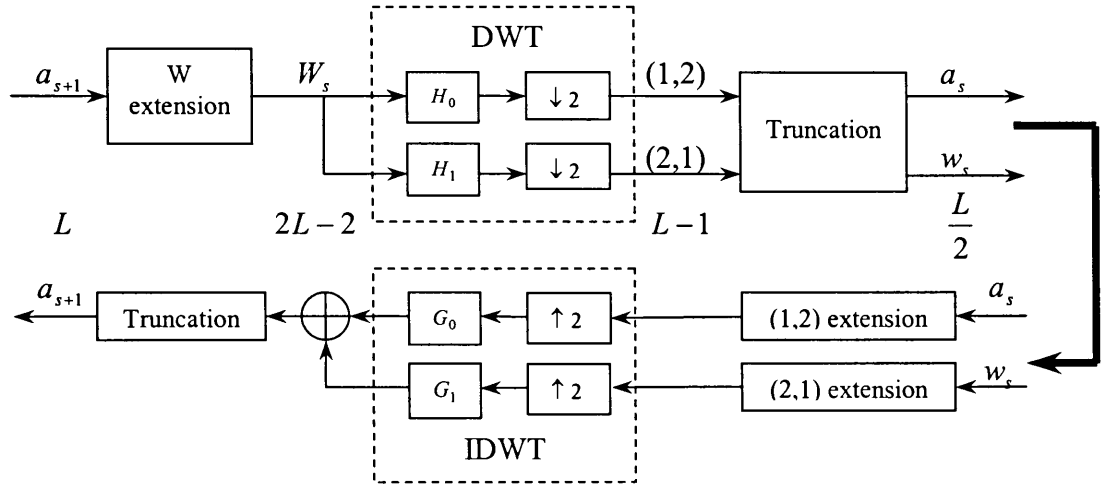 DWT
a_{s+1}
W
extension
W_s
H_0
↓ 2
(1,2)
Truncation
a_s
H_1
↓ 2
(2,1)
w_s
L
2L − 2
L − 1
L/2
a_{s+1}
Truncation
G_0
↑ 2
(1,2) extension
a_s
G_1
↑ 2
(2,1) extension
w_s
IDWT